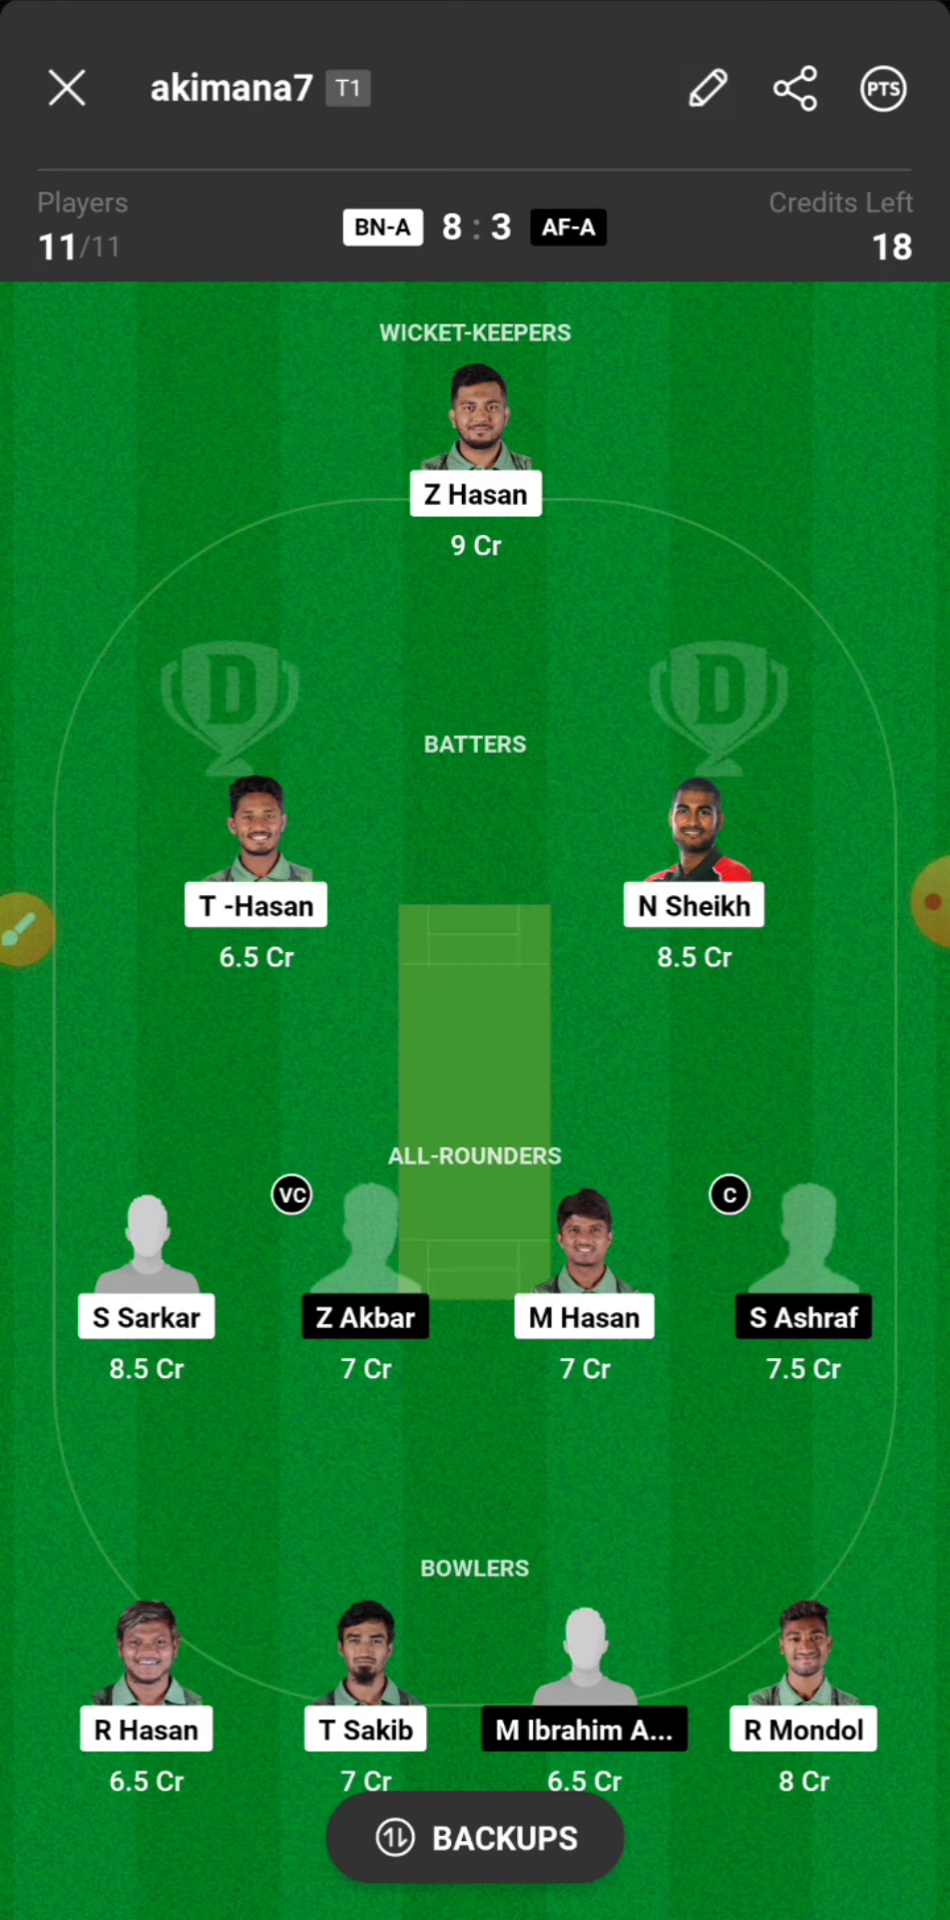 akimana7 T1 PTS
Players
Credits Left
11/11
BN-A 8 : 3 AF-A
18
WICKET-KEEPERS
Z Hasan
9 Cr
D D
BATTERS
T -Hasan N Sheikh
6.5 Cr 8.5 Cr
ALL-ROUNDERS
VC C
S Sarkar Z Akbar M Hasan S Ashraf
8.5 Cr 7 Cr 7 Cr 7.5 Cr
BOWLERS
R Hasan T Sakib M Ibrahim A... R Mondol
6.5 Cr 7 Cr 6.5 Cr 8 Cr
BACKUPS